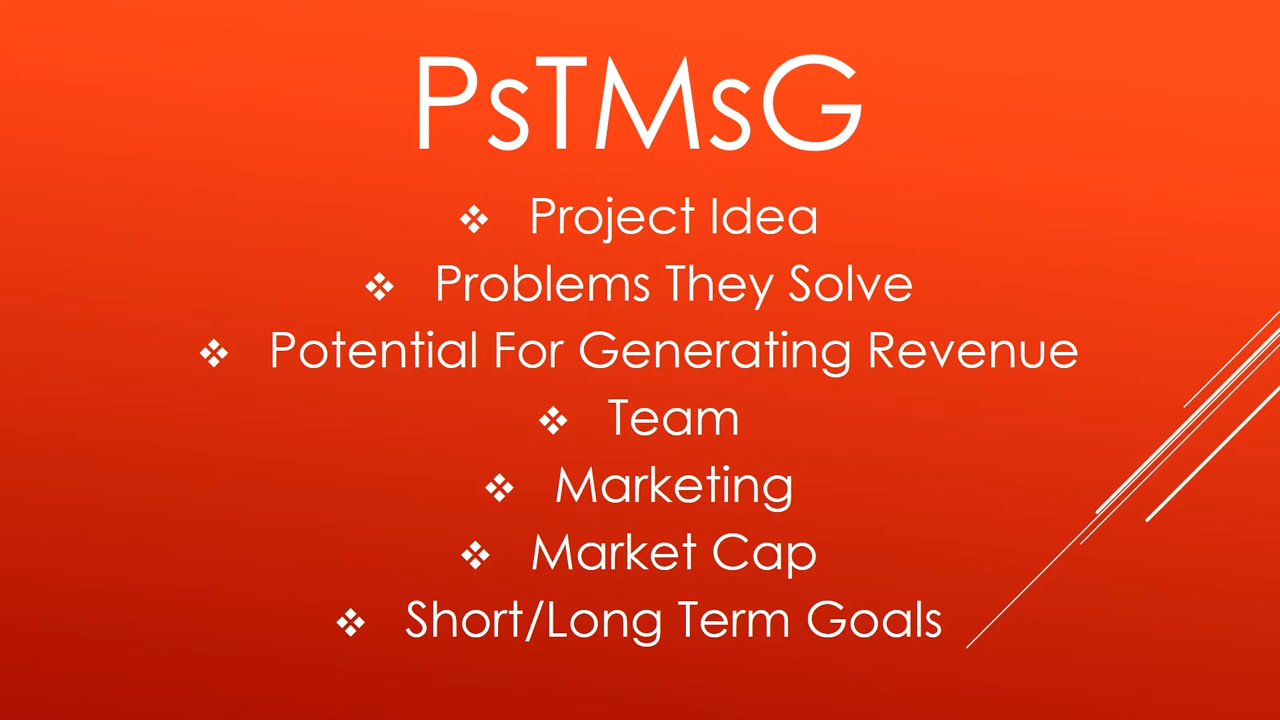 PsTMsG
❖ Project Idea
❖ Problems They Solve
❖ Potential For Generating Revenue
❖ Team
❖ Marketing
❖ Market Cap
❖ Short/Long Term Goals